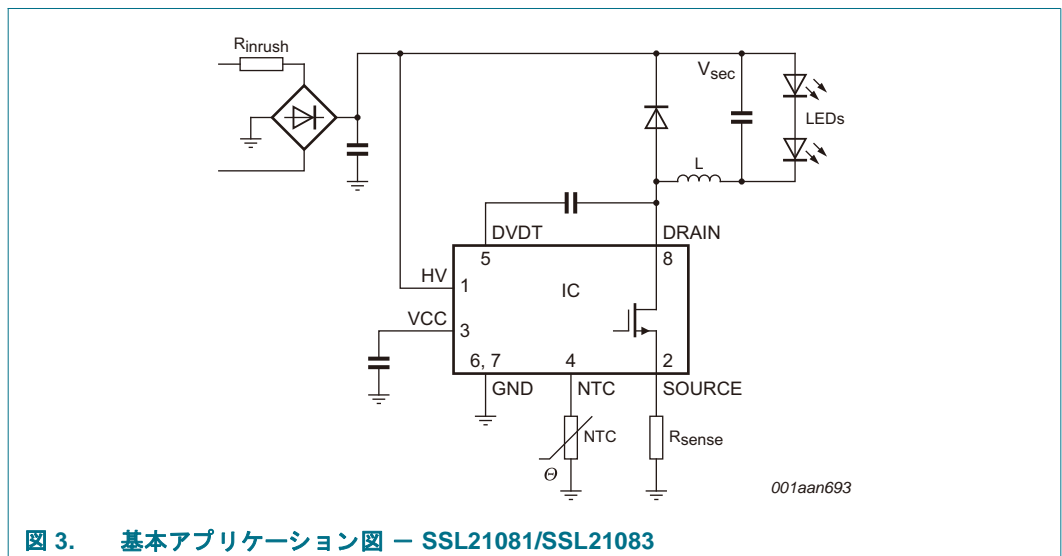 Rinrush
Vsec
LEDs
L
DVDT
DRAIN
5
8
HV
1
IC
VCC
3
6, 7
4
2
GND
NTC
SOURCE
NTC
Rsense
Θ
001aan693
図 3. 基本アプリケーション図 － SSL21081/SSL21083